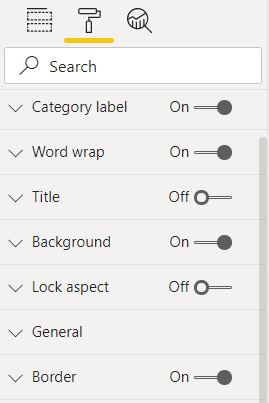 Search
Category label On
Word wrap On
Title Off
Background On
Lock aspect Off
General
Border On